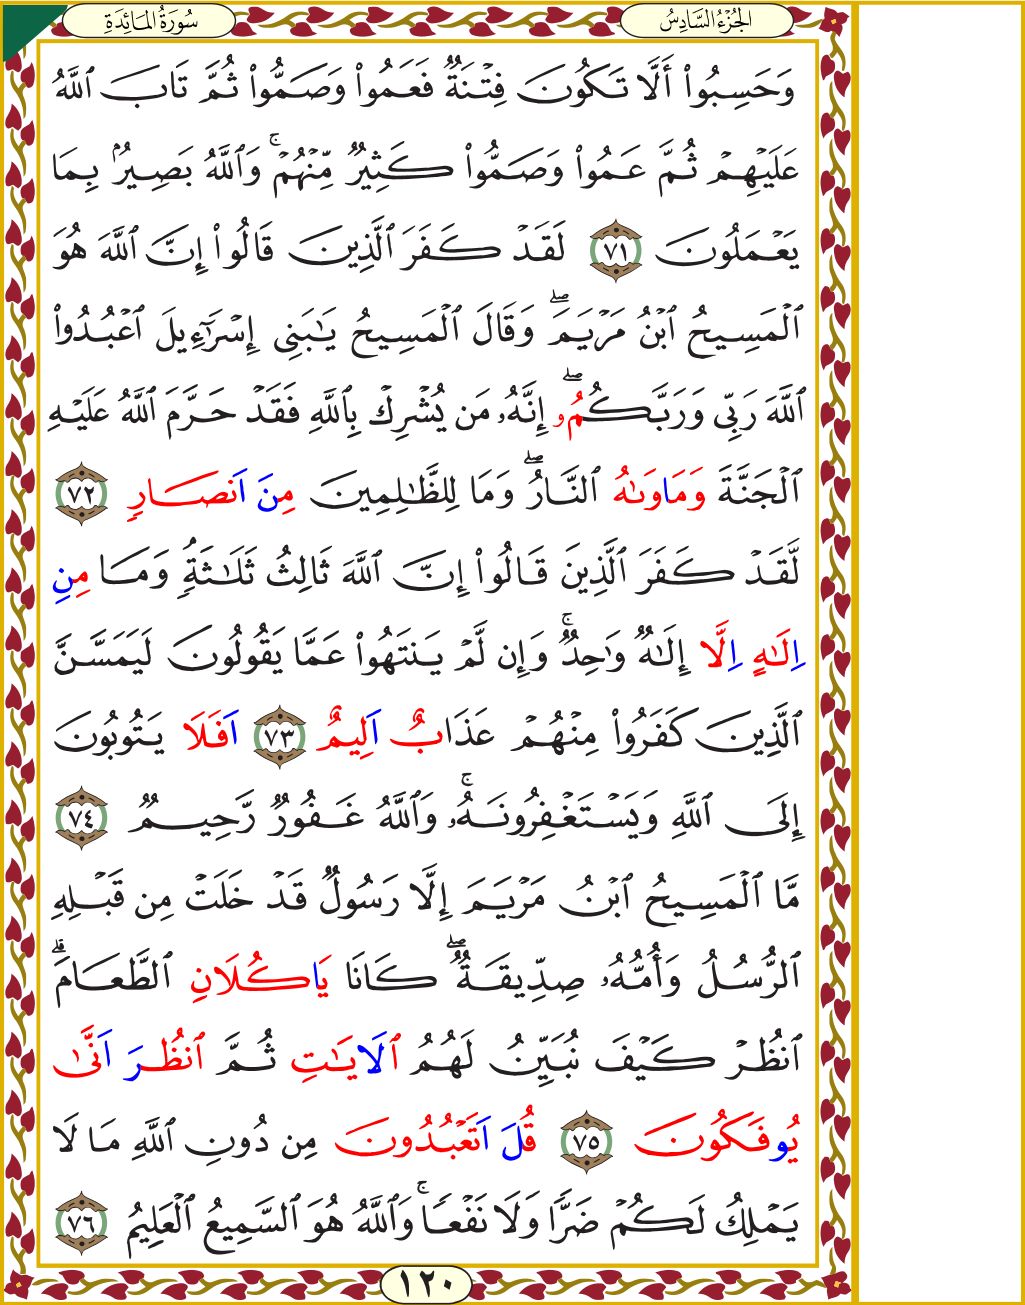 الجُزْءُ السَّادِسُ
سُورَةُ المَائِدَةِ
وَحَسِبُوٓا۟ أَلَّا تَكُونَ فِتْنَةٌ فَعَمُوا۟ وَصَمُّوا۟ ثُمَّ تَابَ ٱللَّهُ
عَلَيْهِمْ ثُمَّ عَمُوا۟ وَصَمُّوا۟ كَثِيرٌ مِّنْهُمْ ۚ وَٱللَّهُ بَصِيرٌۢ بِمَا
يَعْمَلُونَ ٧١ لَقَدْ كَفَرَ ٱلَّذِينَ قَالُوٓا۟ إِنَّ ٱللَّهَ هُوَ
ٱلْمَسِيحُ ٱبْنُ مَرْيَمَ ۖ وَقَالَ ٱلْمَسِيحُ يَٰبَنِىٓ إِسْرَٰٓءِيلَ ٱعْبُدُوا۟
ٱللَّهَ رَبِّى وَرَبَّكُمُۥٓ ۖ إِنَّهُۥ مَن يُشْرِكْ بِٱللَّهِ فَقَدْ حَرَّمَ ٱللَّهُ عَلَيْهِ
ٱلْجَنَّةَ وَمَاوَىٰهُ ٱلنَّارُ ۖ وَمَا لِلظَّٰلِمِينَ مِنَ اَنصَارٍ ٧٢
لَّقَدْ كَفَرَ ٱلَّذِينَ قَالُوٓا۟ إِنَّ ٱللَّهَ ثَالِثُ ثَلَٰثَةٍ ۘ وَمَا مِنِ
اِلَٰهٍ اِلَّآ إِلَٰهٌ وَٰحِدٌ ۚ وَإِن لَّمْ يَنتَهُوا۟ عَمَّا يَقُولُونَ لَيَمَسَّنَّ
ٱلَّذِينَ كَفَرُوا۟ مِنْهُمْ عَذَابٌ اَلِيمٌ ٧٣ اَفَلَا يَتُوبُونَ
إِلَى ٱللَّهِ وَيَسْتَغْفِرُونَهُۥ ۚ وَٱللَّهُ غَفُورٌ رَّحِيمٌ ٧٤
مَّا ٱلْمَسِيحُ ٱبْنُ مَرْيَمَ إِلَّا رَسُولٌ قَدْ خَلَتْ مِن قَبْلِهِ
ٱلرُّسُلُ وَأُمُّهُۥ صِدِّيقَةٌ ۖ كَانَا يَاكُلَانِ ٱلطَّعَامَ ۗ
ٱنظُرْ كَيْفَ نُبَيِّنُ لَهُمُ ٱلَايَٰتِ ثُمَّ ٱنظُرَ اَنَّىٰ
يُوفَكُونَ ٧٥ قُلَ اَتَعْبُدُونَ مِن دُونِ ٱللَّهِ مَا لَا
يَمْلِكُ لَكُمْ ضَرًّا وَلَا نَفْعًا ۚ وَٱللَّهُ هُوَ ٱلسَّمِيعُ ٱلْعَلِيمُ ٧٦
١٢٠